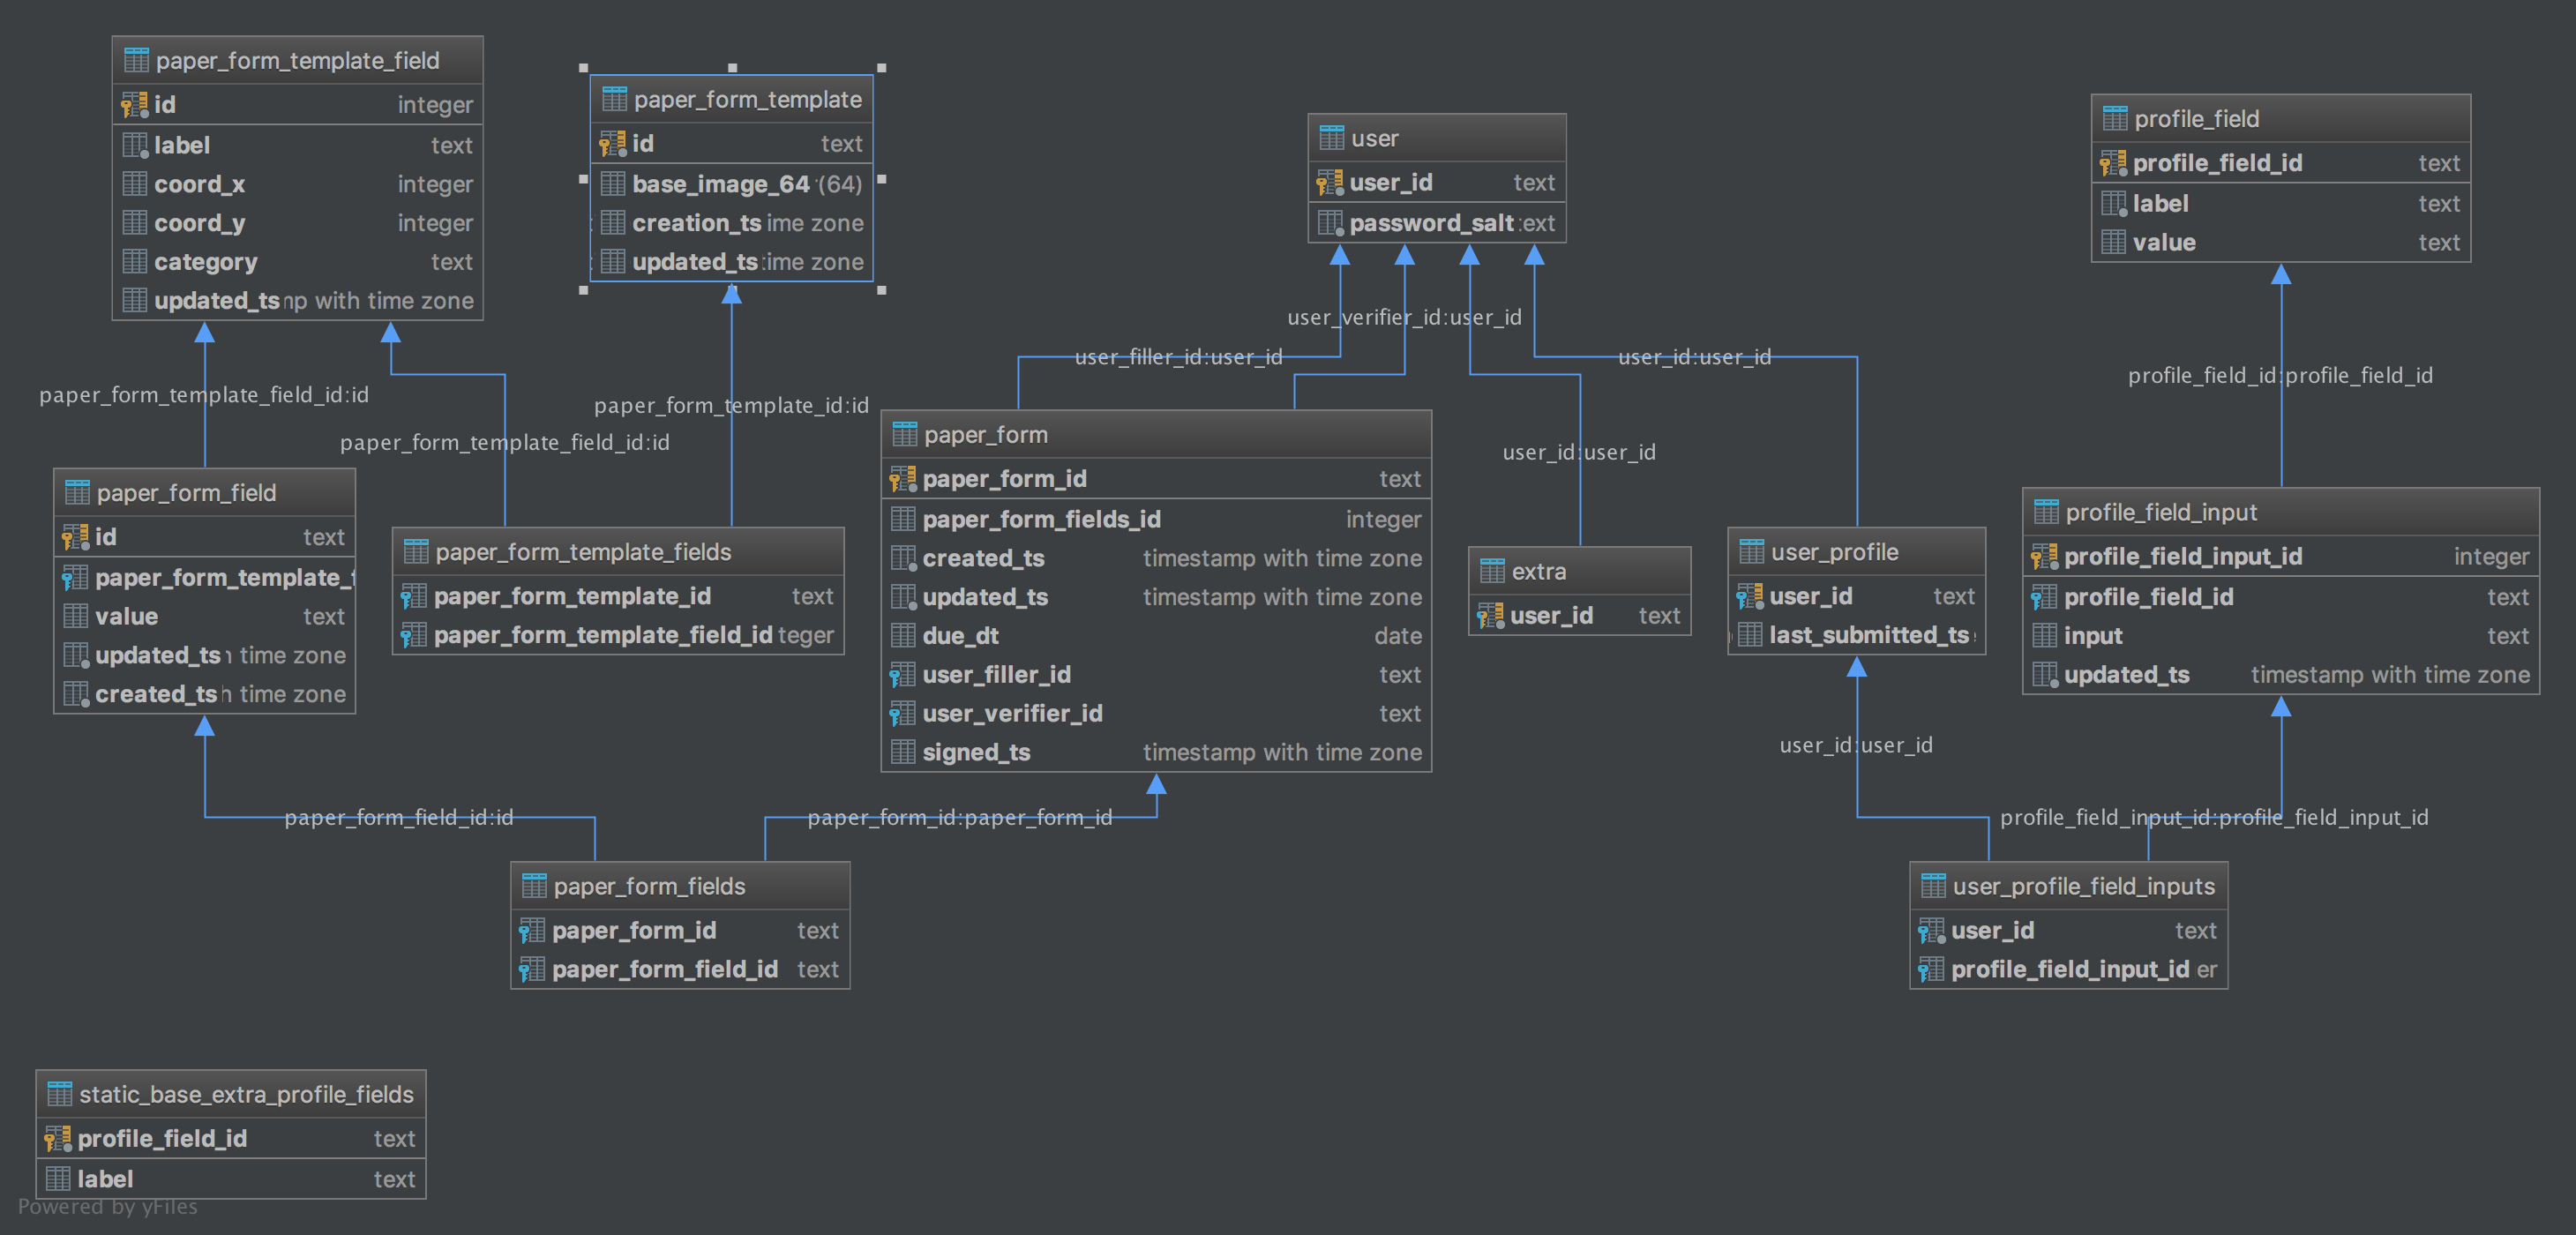 paper_form_template_field
id integer
label text
coord_x integer
coord_y integer
category text
updated_ts mp with time zone
paper_form_template
id text
base_image_64 (64)
creation_ts ime zone
updated_ts time zone
user
user_id text
password_salt text
profile_field
profile_field_id text
label text
value text
user_verifier_id:user_id
user_filler_id:user_id
user_id:user_id
profile_field_id:profile_field_id
paper_form_template_field_id:id
paper_form_template_id:id
paper_form_template_field_id:id
user_id:user_id
paper_form
paper_form_id text
paper_form_fields_id integer
created_ts timestamp with time zone
updated_ts timestamp with time zone
due_dt date
user_filler_id text
user_verifier_id text
signed_ts timestamp with time zone
paper_form_field
id text
paper_form_template_
value text
updated_ts time zone
created_ts time zone
paper_form_template_fields
paper_form_template_id text
paper_form_template_field_id teger
extra
user_id text
user_profile
user_id text
last_submitted_ts
profile_field_input
profile_field_input_id integer
profile_field_id text
input text
updated_ts timestamp with time zone
user_id:user_id
paper_form_field_id:id
paper_form_id:paper_form_id
profile_field_input_id:profile_field_input_id
paper_form_fields
paper_form_id text
paper_form_field_id text
user_profile_field_inputs
user_id text
profile_field_input_id er
static_base_extra_profile_fields
profile_field_id text
label text
Powered by yFiles